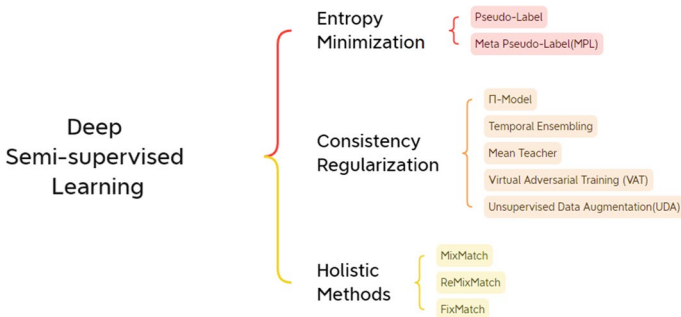 Deep
Semi-supervised
Learning
Entropy
Minimization
Pseudo-Label
Meta Pseudo-Label(MPL)
Consistency
Regularization
Π-Model
Temporal Ensembling
Mean Teacher
Virtual Adversarial Training (VAT)
Unsupervised Data Augmentation(UDA)
Holistic
Methods
MixMatch
ReMixMatch
FixMatch